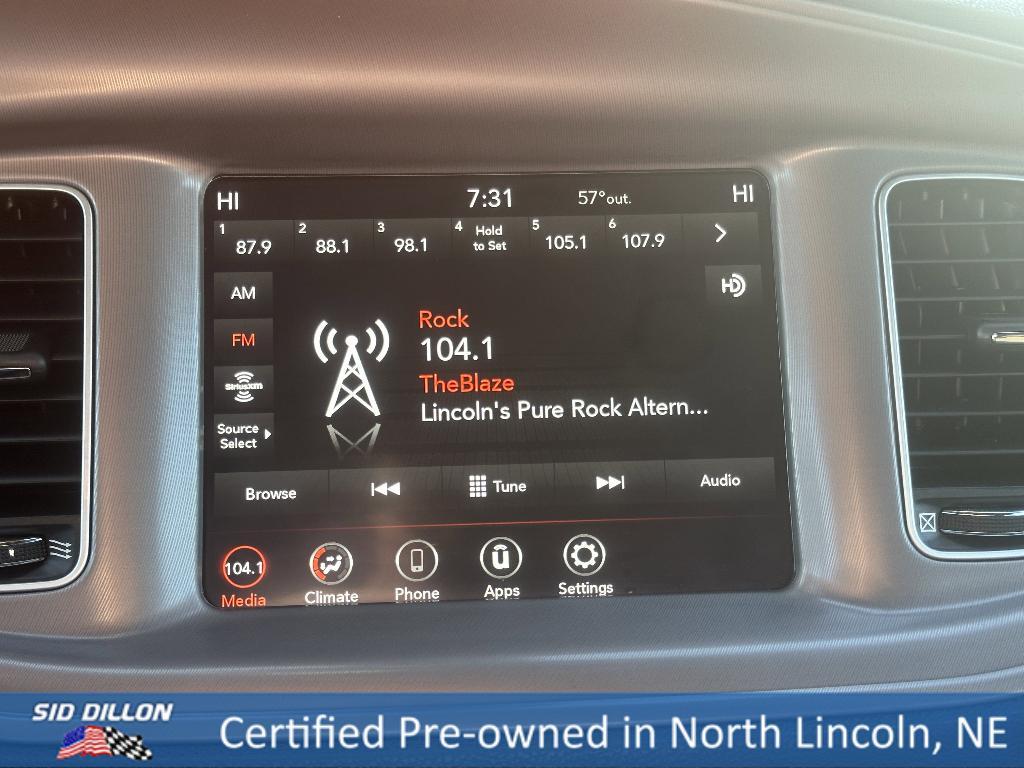 HI 7:31 57°out. HI
1 87.9 2 88.1 3 98.1 4 Hold to Set 5 105.1 6 107.9
AM
FM
SiriusXM
Source
Select
HD
Rock
104.1
TheBlaze
Lincoln's Pure Rock Altern...
Browse Tune Audio
104.1
Media Climate Phone Apps Settings
SID DILLON
Certified Pre-owned in North Lincoln, NE